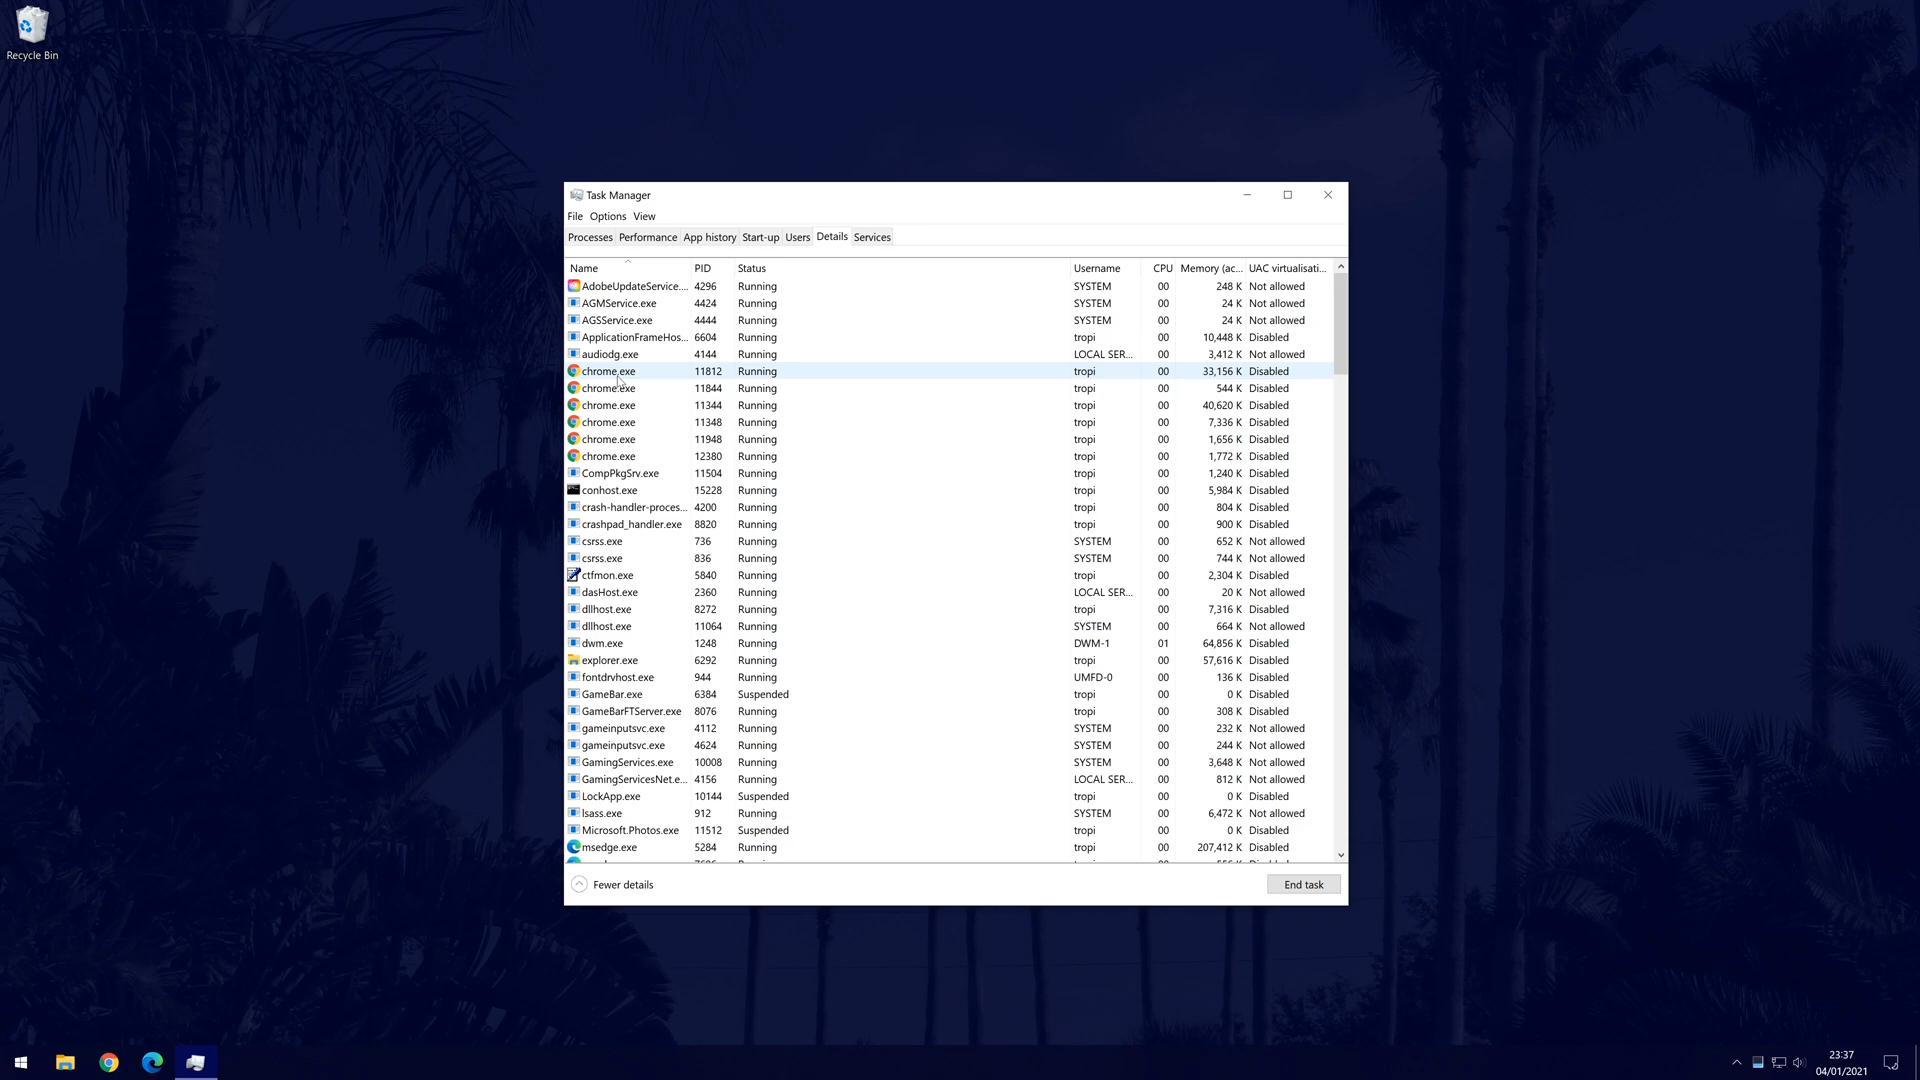 Recycle Bin
Task Manager
File Options View
Processes Performance App history Start-up Users Details Services
Name PID Status Username CPU Memory (ac... UAC virtualisati...
AdobeUpdateService.... 4296 Running SYSTEM 00 248 K Not allowed
AGMService.exe 4424 Running SYSTEM 00 24 K Not allowed
AGSService.exe 4444 Running SYSTEM 00 24 K Not allowed
ApplicationFrameHos... 6604 Running tropi 00 10,448 K Disabled
audiodg.exe 4144 Running LOCAL SER... 00 3,412 K Not allowed
chrome.exe 11812 Running tropi 00 33,156 K Disabled
chrome.exe 11844 Running tropi 00 544 K Disabled
chrome.exe 11344 Running tropi 00 40,620 K Disabled
chrome.exe 11348 Running tropi 00 7,336 K Disabled
chrome.exe 11948 Running tropi 00 1,656 K Disabled
chrome.exe 12380 Running tropi 00 1,772 K Disabled
CompPkgSrv.exe 11504 Running tropi 00 1,240 K Disabled
conhost.exe 15228 Running tropi 00 5,984 K Disabled
crash-handler-proces... 4200 Running tropi 00 804 K Disabled
crashpad_handler.exe 8820 Running tropi 00 900 K Disabled
csrss.exe 736 Running SYSTEM 00 652 K Not allowed
csrss.exe 836 Running SYSTEM 00 744 K Not allowed
ctfmon.exe 5840 Running tropi 00 2,304 K Disabled
dasHost.exe 2360 Running LOCAL SER... 00 20 K Not allowed
dllhost.exe 8272 Running tropi 00 7,316 K Disabled
dllhost.exe 11064 Running SYSTEM 00 664 K Not allowed
dwm.exe 1248 Running DWM-1 01 64,856 K Disabled
explorer.exe 6292 Running tropi 00 57,616 K Disabled
fontdrvhost.exe 944 Running UMFD-0 00 136 K Disabled
GameBar.exe 6384 Suspended tropi 00 0 K Disabled
GameBarFTServer.exe 8076 Running tropi 00 308 K Disabled
gameinputsvc.exe 4112 Running SYSTEM 00 232 K Not allowed
gameinputsvc.exe 4624 Running SYSTEM 00 244 K Not allowed
GamingServices.exe 10008 Running SYSTEM 00 3,648 K Not allowed
GamingServicesNet.e... 4156 Running LOCAL SER... 00 812 K Not allowed
LockApp.exe 10144 Suspended tropi 00 0 K Disabled
lsass.exe 912 Running SYSTEM 00 6,472 K Not allowed
Microsoft.Photos.exe 11512 Suspended tropi 00 0 K Disabled
msedge.exe 5284 Running tropi 00 207,412 K Disabled
Fewer details
End task
23:37
04/01/2021